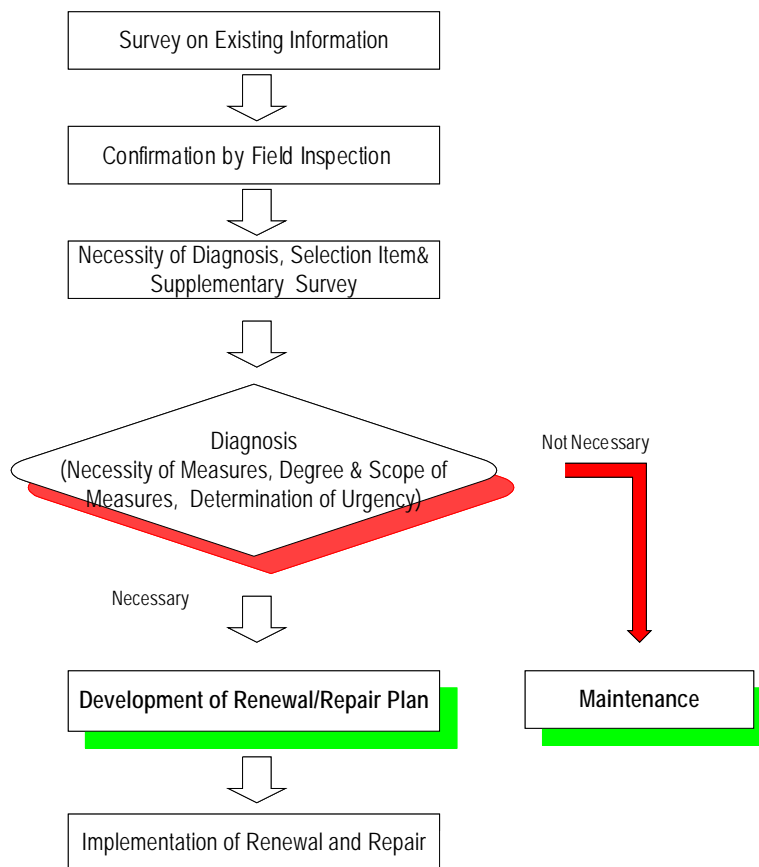 Survey on Existing Information
Confirmation by Field Inspection
Necessity of Diagnosis, Selection Item&
Supplementary Survey
Diagnosis
(Necessity of Measures, Degree & Scope of
Measures, Determination of Urgency)
Not Necessary
Necessary
Development of Renewal/Repair Plan
Maintenance
Implementation of Renewal and Repair